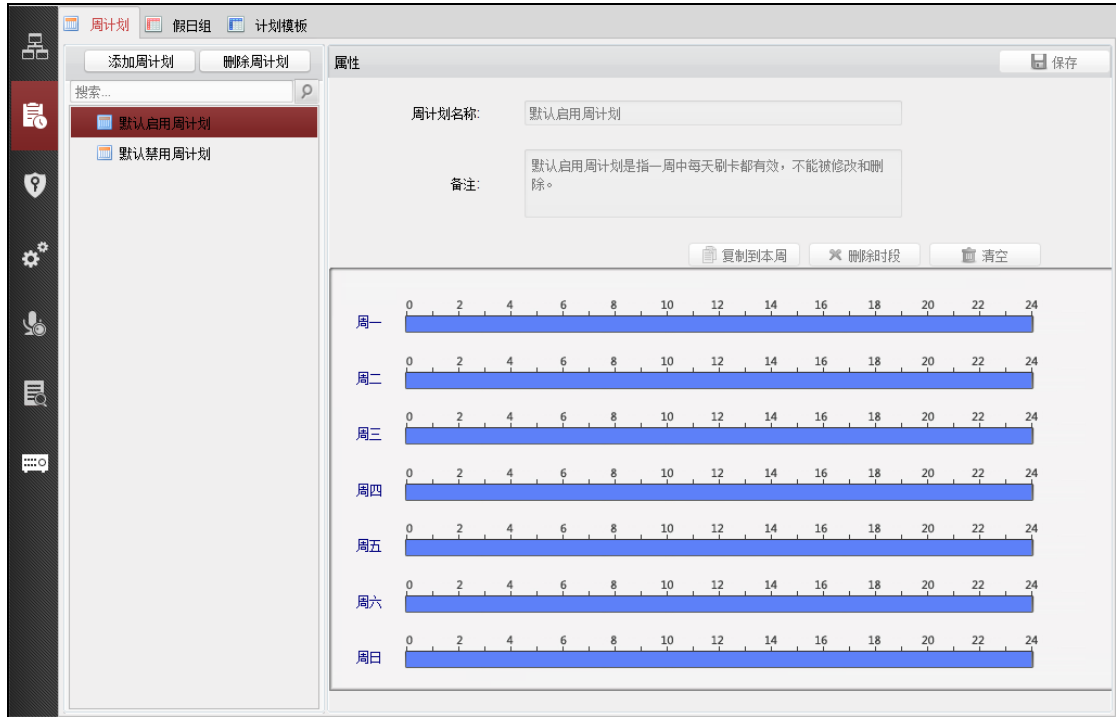 周计划 假日组 计划模板
添加周计划 删除周计划
搜索...
默认启用周计划
默认禁用周计划
属性 保存
周计划名称: 默认启用周计划
备注: 默认启用周计划是指一周中每天刷卡都有效，不能被修改和删
除。
复制到本周 删除时段 清空
0 2 4 6 8 10 12 14 16 18 20 22 24
周一
0 2 4 6 8 10 12 14 16 18 20 22 24
周二
0 2 4 6 8 10 12 14 16 18 20 22 24
周三
0 2 4 6 8 10 12 14 16 18 20 22 24
周四
0 2 4 6 8 10 12 14 16 18 20 22 24
周五
0 2 4 6 8 10 12 14 16 18 20 22 24
周六
0 2 4 6 8 10 12 14 16 18 20 22 24
周日